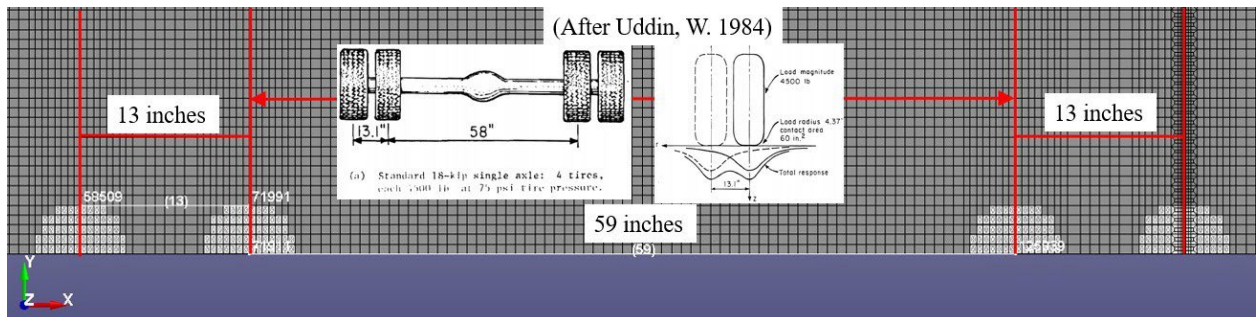 (After Uddin, W. 1984)
13 inches
13.1"
58"
(a) Standard 18-kip single axle: 4 tires,
each 4500 lb at 75 psi tire pressure.
Load magnitude
4500 lb
Load radius 4.37"
contact area
60 in.²
r
Total response
13.1"
z
13 inches
59 inches
58509
(13)
71991
(59)
Y
Z
X